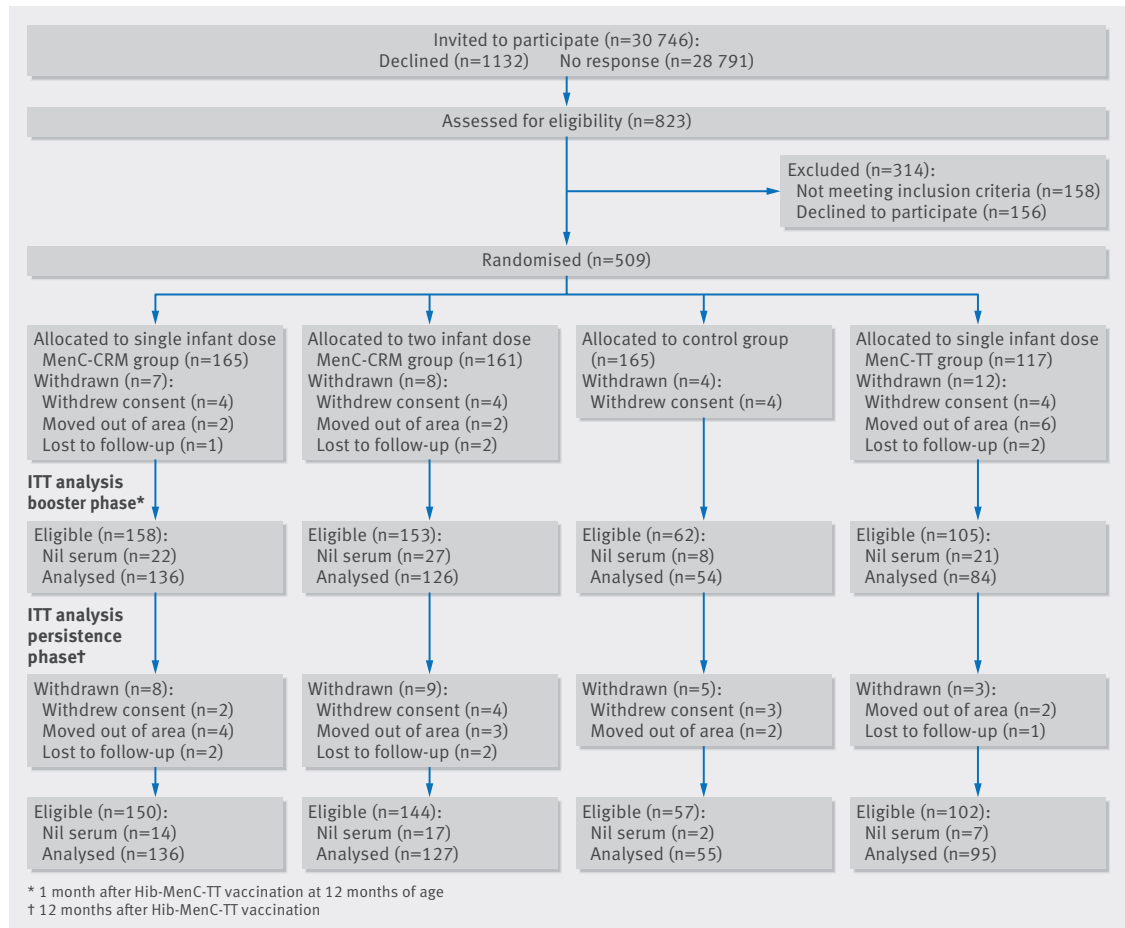 Invited to participate (n=30 746):
Declined (n=1132) No response (n=28 791)
Assessed for eligibility (n=823)
Excluded (n=314):
Not meeting inclusion criteria (n=158)
Declined to participate (n=156)
Randomised (n=509)
Allocated to single infant dose
MenC-CRM group (n=165)
Withdrawn (n=7):
Withdrew consent (n=4)
Moved out of area (n=2)
Lost to follow-up (n=1)
Allocated to two infant dose
MenC-CRM group (n=161)
Withdrawn (n=8):
Withdrew consent (n=4)
Moved out of area (n=2)
Lost to follow-up (n=2)
Allocated to control group
(n=165)
Withdrawn (n=4):
Withdrew consent (n=4)
Allocated to single infant dose
MenC-TT group (n=117)
Withdrawn (n=12):
Withdrew consent (n=4)
Moved out of area (n=6)
Lost to follow-up (n=2)
ITT analysis
booster phase*
Eligible (n=158):
Nil serum (n=22)
Analysed (n=136)
Eligible (n=153):
Nil serum (n=27)
Analysed (n=126)
Eligible (n=62):
Nil serum (n=8)
Analysed (n=54)
Eligible (n=105):
Nil serum (n=21)
Analysed (n=84)
ITT analysis
persistence
phase†
Withdrawn (n=8):
Withdrew consent (n=2)
Moved out of area (n=4)
Lost to follow-up (n=2)
Withdrawn (n=9):
Withdrew consent (n=4)
Moved out of area (n=3)
Lost to follow-up (n=2)
Withdrawn (n=5):
Withdrew consent (n=3)
Moved out of area (n=2)
Withdrawn (n=3):
Moved out of area (n=2)
Lost to follow-up (n=1)
Eligible (n=150):
Nil serum (n=14)
Analysed (n=136)
Eligible (n=144):
Nil serum (n=17)
Analysed (n=127)
Eligible (n=57):
Nil serum (n=2)
Analysed (n=55)
Eligible (n=102):
Nil serum (n=7)
Analysed (n=95)
* 1 month after Hib-MenC-TT vaccination at 12 months of age
† 12 months after Hib-MenC-TT vaccination